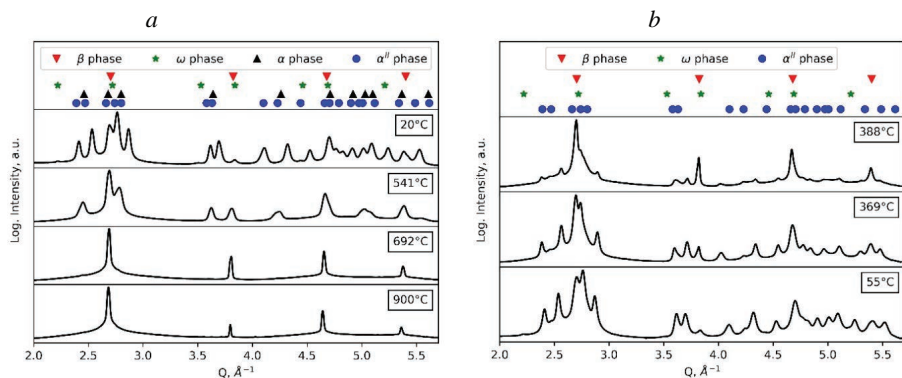 a
b
β phase ω phase α phase αᴵᴵ phase
β phase ω phase αᴵᴵ phase
Log. Intensity, a.u.
20°C
541°C
692°C
900°C
2.0 2.5 3.0 3.5 4.0 4.5 5.0 5.5
Q, Å⁻¹
Log. Intensity, a.u.
388°C
369°C
55°C
2.0 2.5 3.0 3.5 4.0 4.5 5.0 5.5
Q, Å⁻¹